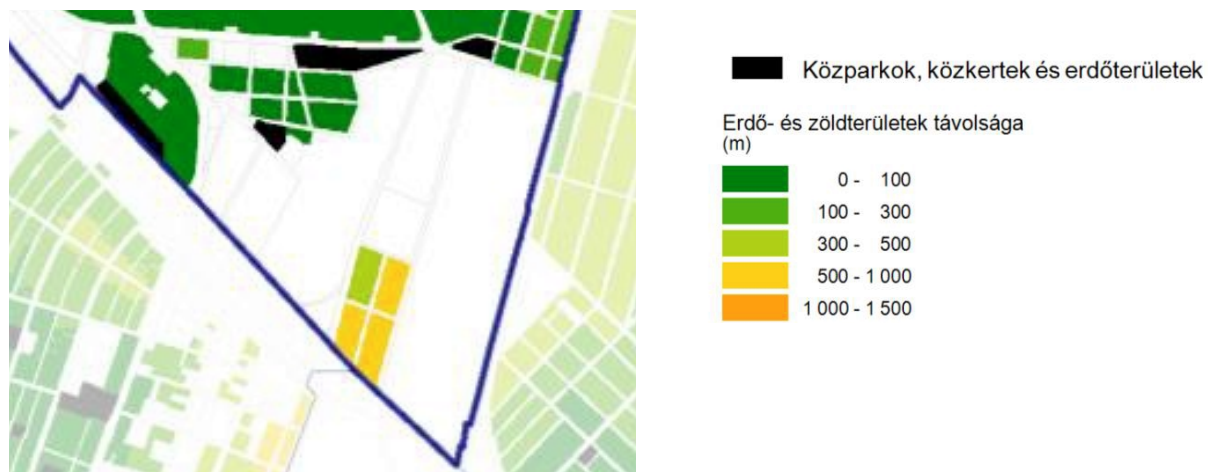 Közparkok, közkertek és erdőterületek
Erdő- és zöldterületek távolsága
(m)
0 - 100
100 - 300
300 - 500
500 - 1 000
1 000 - 1 500